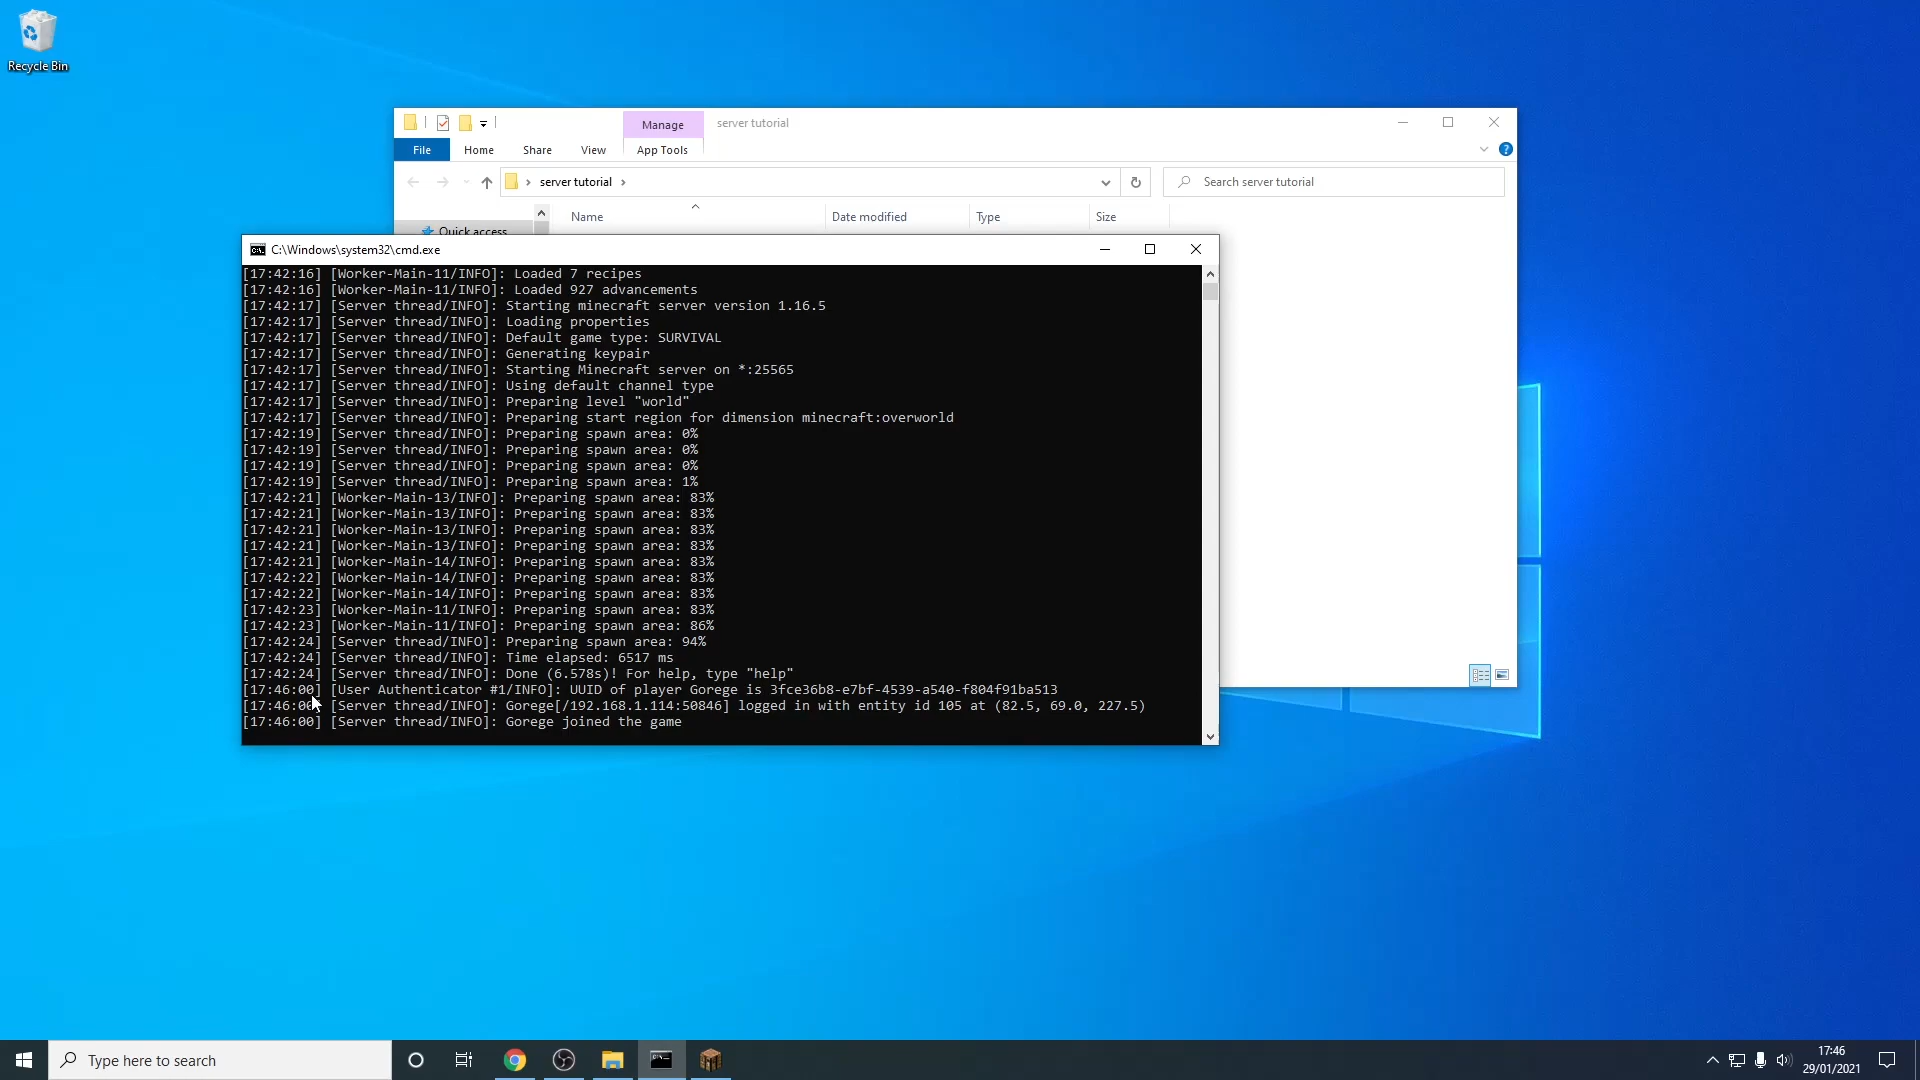 Recycle Bin
Manage
server tutorial
File
Home
Share
View
App Tools
server tutorial
Search server tutorial
Name
Date modified
Type
Size
Quick access
C:\Windows\system32\cmd.exe
[17:42:16] [Worker-Main-11/INFO]: Loaded 7 recipes
[17:42:16] [Worker-Main-11/INFO]: Loaded 927 advancements
[17:42:17] [Server thread/INFO]: Starting minecraft server version 1.16.5
[17:42:17] [Server thread/INFO]: Loading properties
[17:42:17] [Server thread/INFO]: Default game type: SURVIVAL
[17:42:17] [Server thread/INFO]: Generating keypair
[17:42:17] [Server thread/INFO]: Starting Minecraft server on *:25565
[17:42:17] [Server thread/INFO]: Using default channel type
[17:42:17] [Server thread/INFO]: Preparing level "world"
[17:42:17] [Server thread/INFO]: Preparing start region for dimension minecraft:overworld
[17:42:19] [Server thread/INFO]: Preparing spawn area: 0%
[17:42:19] [Server thread/INFO]: Preparing spawn area: 0%
[17:42:19] [Server thread/INFO]: Preparing spawn area: 0%
[17:42:19] [Server thread/INFO]: Preparing spawn area: 1%
[17:42:21] [Worker-Main-13/INFO]: Preparing spawn area: 83%
[17:42:21] [Worker-Main-13/INFO]: Preparing spawn area: 83%
[17:42:21] [Worker-Main-13/INFO]: Preparing spawn area: 83%
[17:42:21] [Worker-Main-13/INFO]: Preparing spawn area: 83%
[17:42:21] [Worker-Main-14/INFO]: Preparing spawn area: 83%
[17:42:22] [Worker-Main-14/INFO]: Preparing spawn area: 83%
[17:42:22] [Worker-Main-14/INFO]: Preparing spawn area: 83%
[17:42:23] [Worker-Main-11/INFO]: Preparing spawn area: 83%
[17:42:23] [Worker-Main-11/INFO]: Preparing spawn area: 86%
[17:42:24] [Server thread/INFO]: Preparing spawn area: 94%
[17:42:24] [Server thread/INFO]: Time elapsed: 6517 ms
[17:42:24] [Server thread/INFO]: Done (6.578s)! For help, type "help"
[17:46:00] [User Authenticator #1/INFO]: UUID of player Gorege is 3fce36b8-e7bf-4539-a540-f804f91ba513
[17:46:00] [Server thread/INFO]: Gorege[/192.168.1.114:50846] logged in with entity id 105 at (82.5, 69.0, 227.5)
[17:46:00] [Server thread/INFO]: Gorege joined the game
Type here to search
17:46
29/01/2021